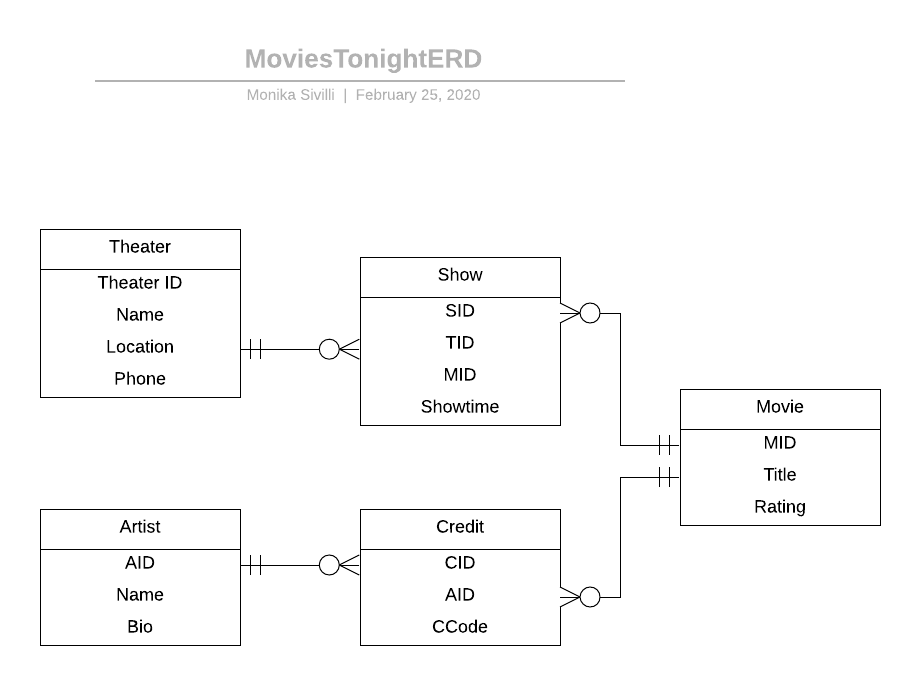 MoviesTonightERD
Monika Sivilli | February 25, 2020
Theater
Theater ID
Name
Location
Phone
Show
SID
TID
MID
Showtime
Movie
MID
Title
Rating
Artist
AID
Name
Bio
Credit
CID
AID
CCode